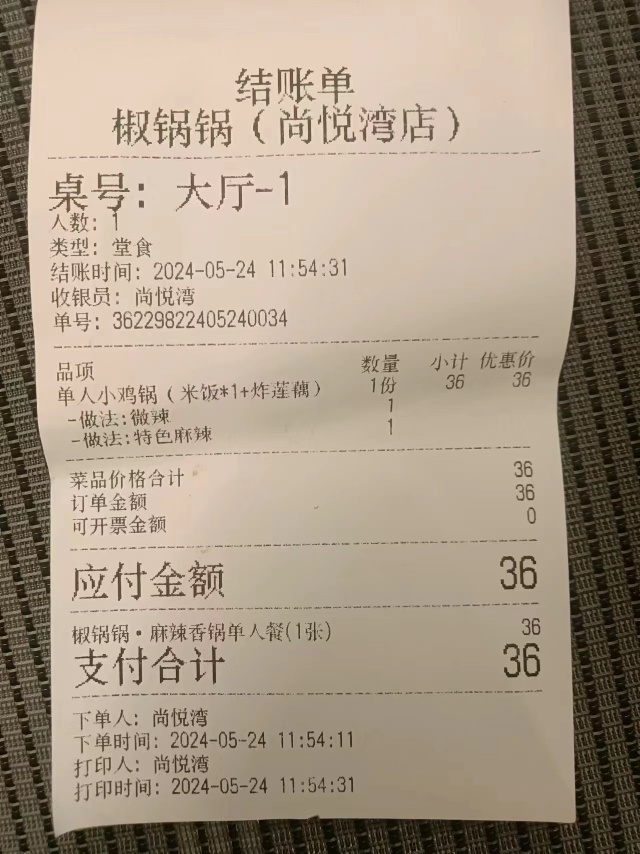 结账单
椒锅锅（尚悦湾店）
桌号：大厅-1
人数：1
类型：堂食
结账时间：2024-05-24 11:54:31
收银员：尚悦湾
单号：36229822405240034
品项 数量 小计 优惠价
单人小鸡锅（米饭*1+炸莲藕） 1份 36 36
-做法:微辣 1
-做法:特色麻辣 1
菜品价格合计 36
订单金额 36
可开票金额 0
应付金额 36
椒锅锅·麻辣香锅单人餐(1张) 36
支付合计 36
下单人：尚悦湾
下单时间：2024-05-24 11:54:11
打印人：尚悦湾
打印时间：2024-05-24 11:54:31